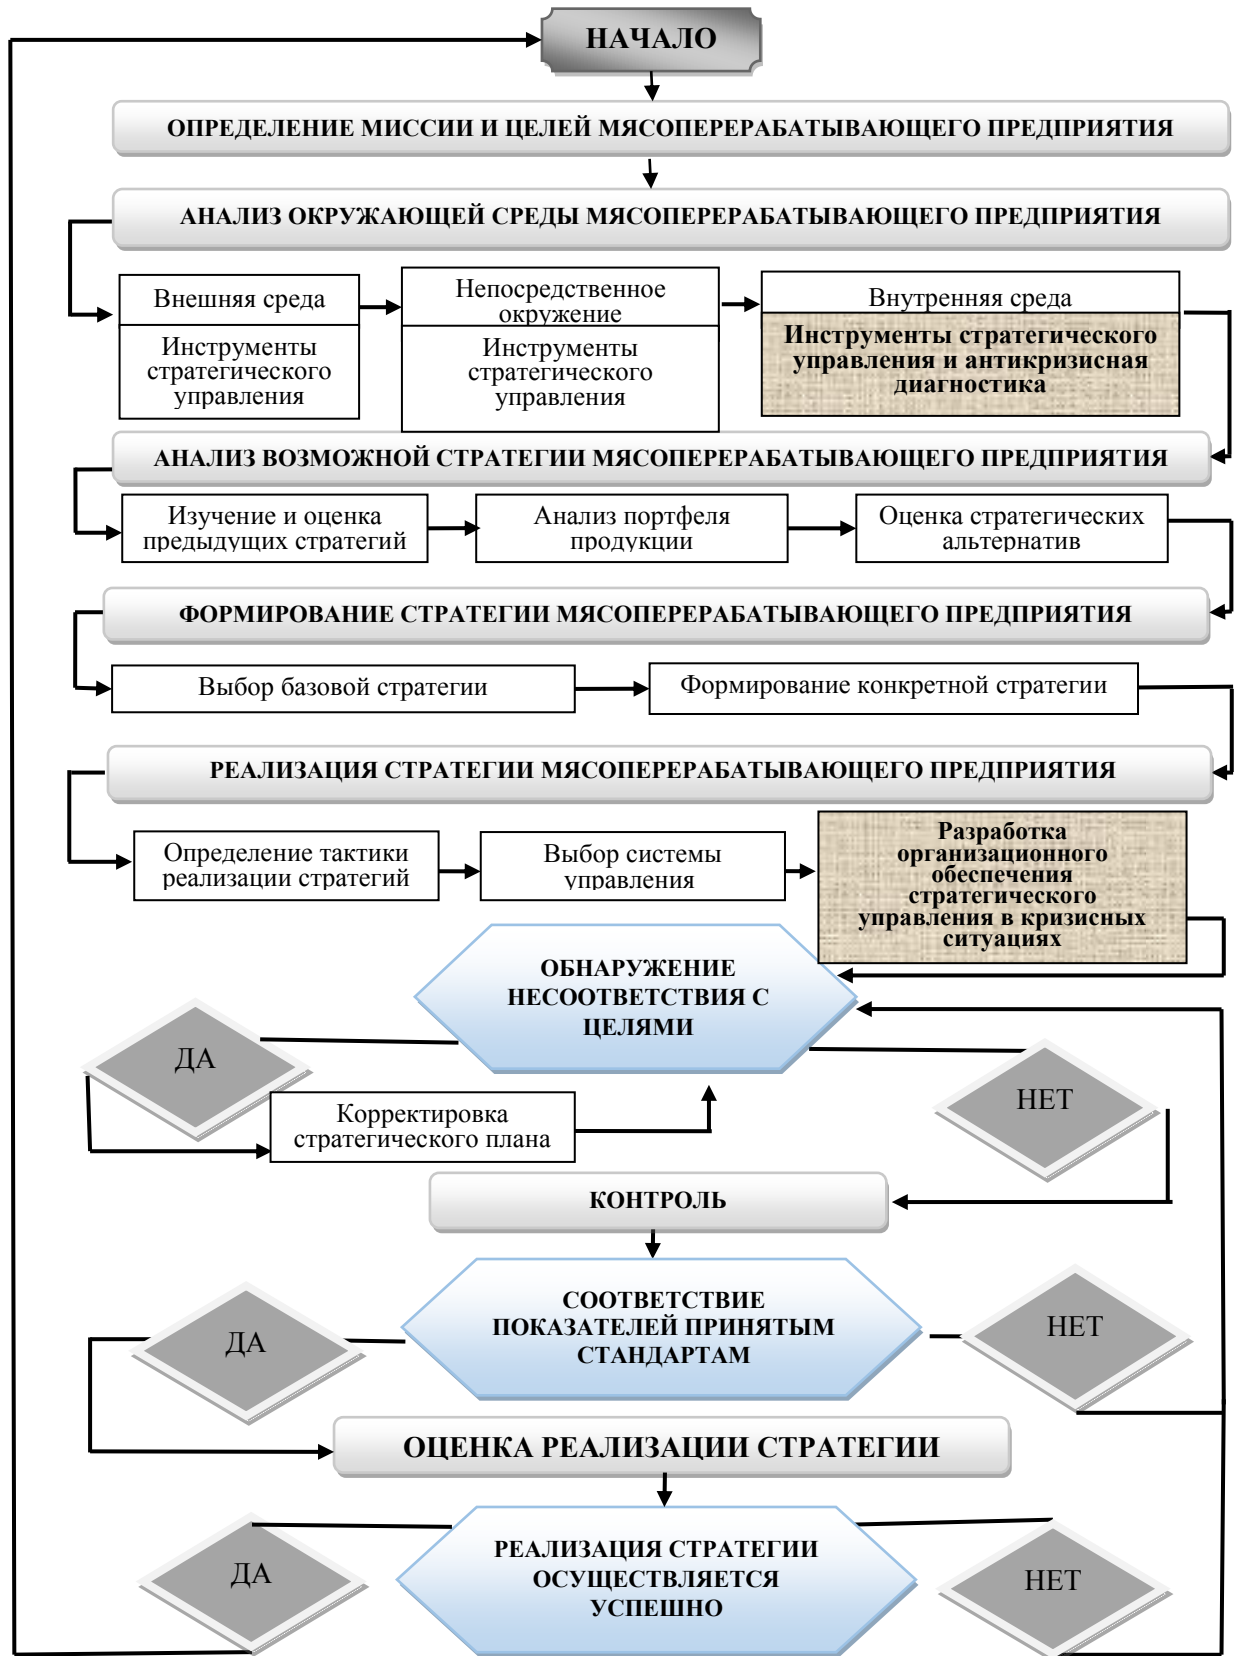 НАЧАЛО
ОПРЕДЕЛЕНИЕ МИССИИ И ЦЕЛЕЙ МЯСОПЕРЕРАБАТЫВАЮЩЕГО ПРЕДПРИЯТИЯ
АНАЛИЗ ОКРУЖАЮЩЕЙ СРЕДЫ МЯСОПЕРЕРАБАТЫВАЮЩЕГО ПРЕДПРИЯТИЯ
Внешняя среда
Инструменты
стратегического
управления
Непосредственное
окружение
Инструменты
стратегического
управления
Внутренняя среда
Инструменты стратегического
управления и антикризисная
диагностика
АНАЛИЗ ВОЗМОЖНОЙ СТРАТЕГИИ МЯСОПЕРЕРАБАТЫВАЮЩЕГО ПРЕДПРИЯТИЯ
Изучение и оценка
предыдущих стратегий
Анализ портфеля
продукции
Оценка стратегических
альтернатив
ФОРМИРОВАНИЕ СТРАТЕГИИ МЯСОПЕРЕРАБАТЫВАЮЩЕГО ПРЕДПРИЯТИЯ
Выбор базовой стратегии
Формирование конкретной стратегии
РЕАЛИЗАЦИЯ СТРАТЕГИИ МЯСОПЕРЕРАБАТЫВАЮЩЕГО ПРЕДПРИЯТИЯ
Определение тактики
реализации стратегий
Выбор системы
управления
Разработка
организационного
обеспечения
стратегического
управления в кризисных
ситуациях
ОБНАРУЖЕНИЕ
НЕСООТВЕТСТВИЯ С
ЦЕЛЯМИ
ДА
НЕТ
Корректировка
стратегического плана
КОНТРОЛЬ
СООТВЕТСТВИЕ
ПОКАЗАТЕЛЕЙ ПРИНЯТЫМ
СТАНДАРТАМ
ДА
НЕТ
ОЦЕНКА РЕАЛИЗАЦИИ СТРАТЕГИИ
РЕАЛИЗАЦИЯ СТРАТЕГИИ
ОСУЩЕСТВЛЯЕТСЯ
УСПЕШНО
ДА
НЕТ